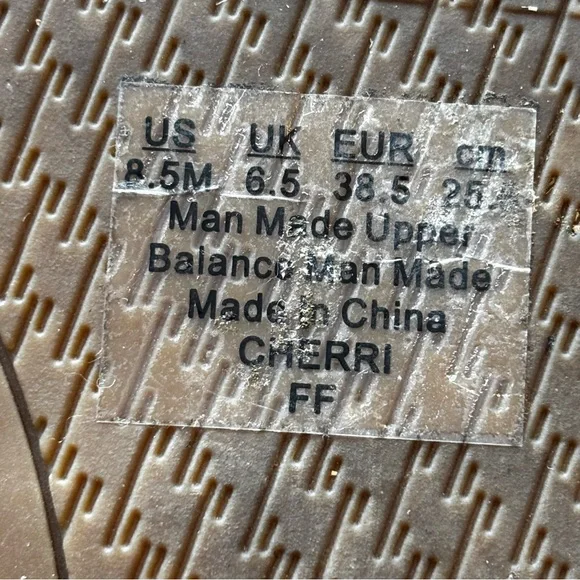 US UK EUR cm
8.5M 6.5 38.5
Man Made Upper
Balance Man Made
Made in China
CHERRI
FF